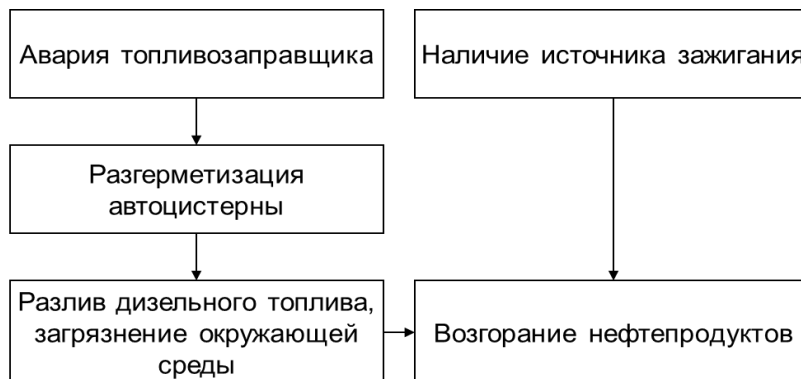 Авария топливозаправщика
Наличие источника зажигания
Разгерметизация
автоцистерны
Разлив дизельного топлива,
загрязнение окружающей
среды
Возгорание нефтепродуктов